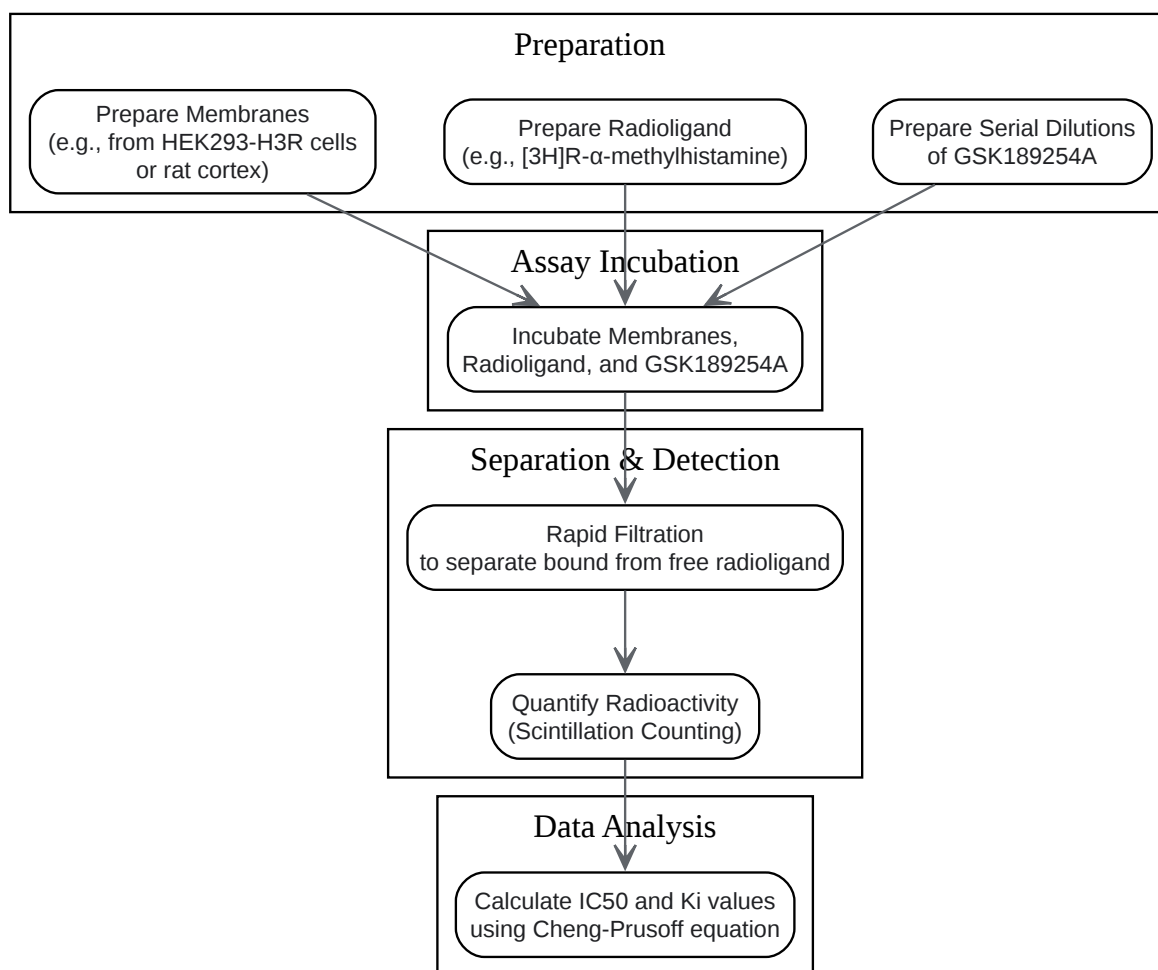 Preparation
Prepare Membranes
(e.g., from HEK293-H3R cells
or rat cortex)
Prepare Radioligand
(e.g., [3H]R-α-methylhistamine)
Prepare Serial Dilutions
of GSK189254A
Assay Incubation
Incubate Membranes,
Radioligand, and GSK189254A
Separation & Detection
Rapid Filtration
to separate bound from free radioligand
Quantify Radioactivity
(Scintillation Counting)
Data Analysis
Calculate IC50 and Ki values
using Cheng-Prusoff equation